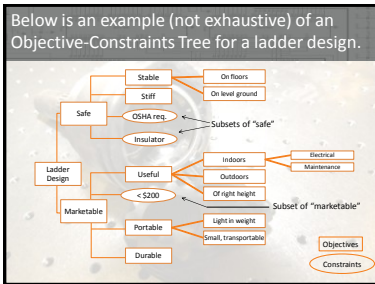 Below is an example (not exhaustive) of an
Objective-Constraints Tree for a ladder design.
Stable
On floors
On level ground
Stiff
Safe
OSHA req.
Subsets of “safe”
Insulator
Ladder
Design
Indoors
Electrical
Maintenance
Useful
Outdoors
< $200
Of right height
Subset of “marketable”
Marketable
Light in weight
Portable
Small, transportable
Durable
Objectives
Constraints